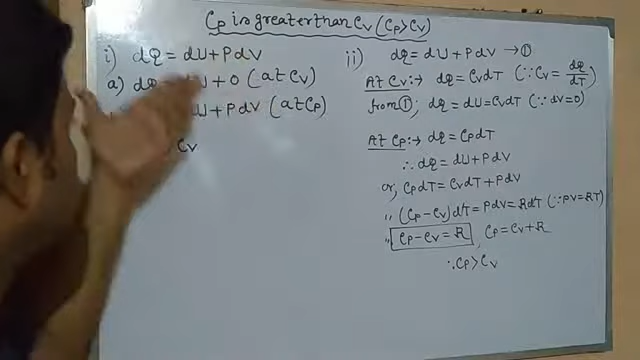 Cp is greater than Cv (Cp > Cv)
i) dQ = dU + PdV
a) dQ = dU + 0 (at Cv)
dU + PdV (at Cp)
Cv
ii) dQ = dU + PdV → ①
At Cv :→ dQ = CvdT (∵ Cv = dQ/dT)
from ①; dQ = dU = CvdT (∵ dV = 0)
At Cp :→ dQ = CpdT
∴ dQ = dU + PdV
or, CpdT = CvdT + PdV
,, (Cp - Cv)dT = PdV = RdT (∵ PV = RT)
,, Cp - Cv = R, Cp = Cv + R
∴ Cp > Cv